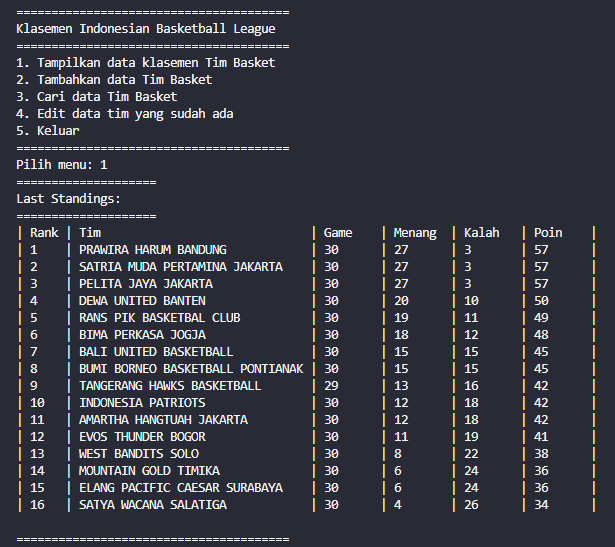 =======================================
Klasemen Indonesian Basketball League
=======================================
1. Tampilkan data klasemen Tim Basket
2. Tambahkan data Tim Basket
3. Cari data Tim Basket
4. Edit data tim yang sudah ada
5. Keluar
=======================================
Pilih menu: 1
====================
Last Standings:
====================
| Rank | Tim | Game | Menang | Kalah | Poin |
| 1 | PRAWIRA HARUM BANDUNG | 30 | 27 | 3 | 57 |
| 2 | SATRIA MUDA PERTAMINA JAKARTA | 30 | 27 | 3 | 57 |
| 3 | PELITA JAYA JAKARTA | 30 | 27 | 3 | 57 |
| 4 | DEWA UNITED BANTEN | 30 | 20 | 10 | 50 |
| 5 | RANS PIK BASKETBAL CLUB | 30 | 19 | 11 | 49 |
| 6 | BIMA PERKASA JOGJA | 30 | 18 | 12 | 48 |
| 7 | BALI UNITED BASKETBALL | 30 | 15 | 15 | 45 |
| 8 | BUMI BORNEO BASKETBALL PONTIANAK | 30 | 15 | 15 | 45 |
| 9 | TANGERANG HAWKS BASKETBALL | 29 | 13 | 16 | 42 |
| 10 | INDONESIA PATRIOTS | 30 | 12 | 18 | 42 |
| 11 | AMARTHA HANGTUAH JAKARTA | 30 | 12 | 18 | 42 |
| 12 | EVOS THUNDER BOGOR | 30 | 11 | 19 | 41 |
| 13 | WEST BANDITS SOLO | 30 | 8 | 22 | 38 |
| 14 | MOUNTAIN GOLD TIMIKA | 30 | 6 | 24 | 36 |
| 15 | ELANG PACIFIC CAESAR SURABAYA | 30 | 6 | 24 | 36 |
| 16 | SATYA WACANA SALATIGA | 30 | 4 | 26 | 34 |
=======================================